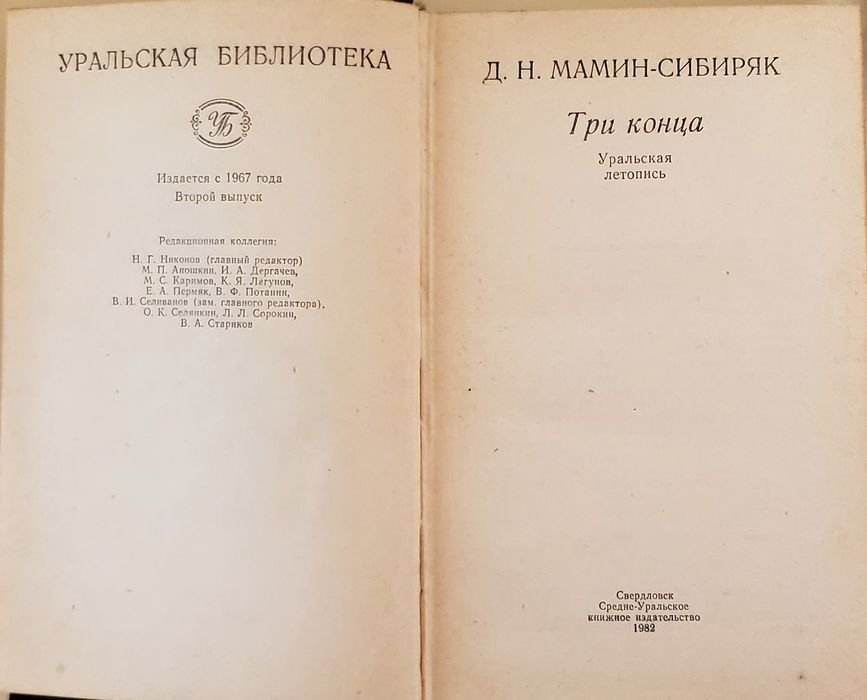 УРАЛЬСКАЯ БИБЛИОТЕКА
УБ
Издается с 1967 года
Второй выпуск
Редакционная коллегия:
Н. Г. Никонов (главный редактор)
М. П. Аношкин, И. А. Дергачев,
М. С. Каримов, К. Я. Лагунов,
Е. А. Пермяк, В. Ф. Потанин,
В. И. Селиванов (зам. главного редактора),
О. К. Селянкин, Л. Л. Сорокин,
В. А. Стариков
Д. Н. МАМИН-СИБИРЯК
Три конца
Уральская
летопись
Свердловск
Средне-Уральское
книжное издательство
1982